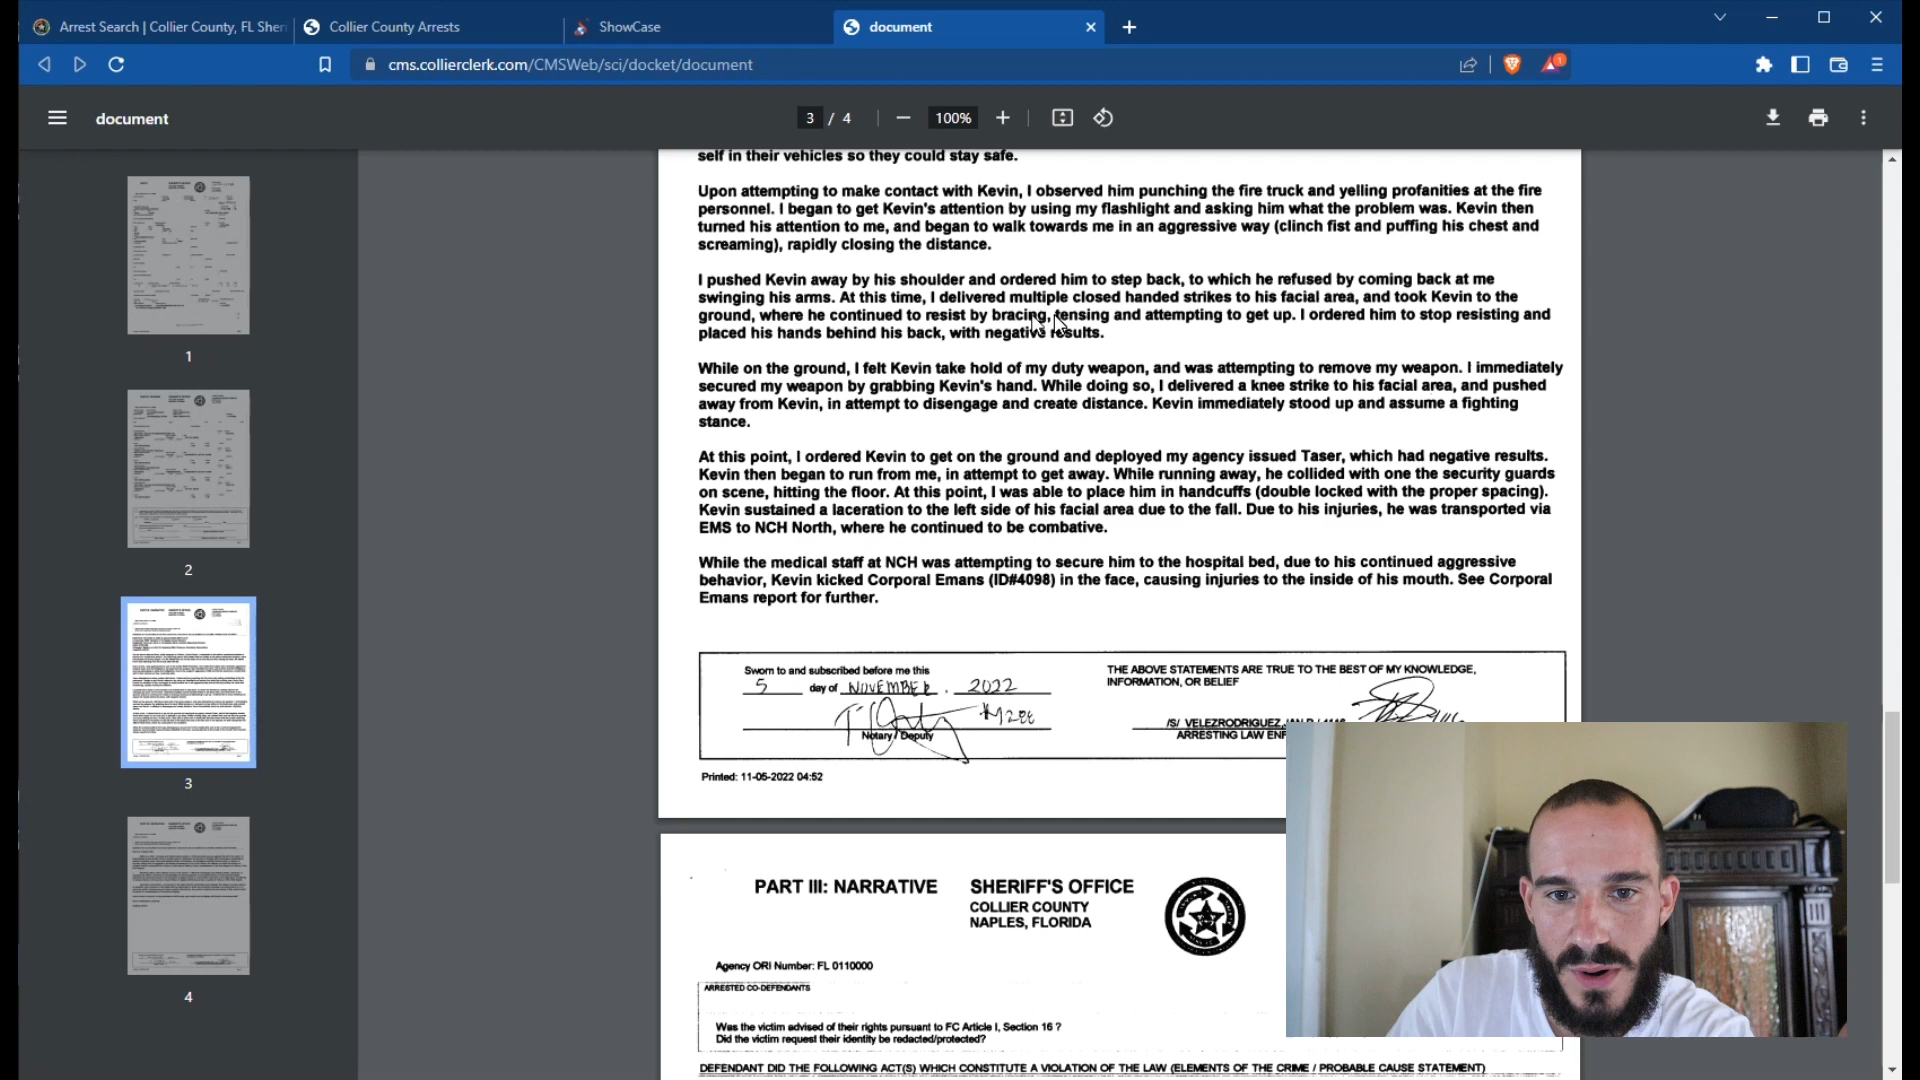 Arrest Search | Collier County, FL Sheri
Collier County Arrests
ShowCase
document
cms.collierclerk.com/CMSWeb/sci/docket/document
1
document
3 / 4
100%
self in their vehicles so they could stay safe.
Upon attempting to make contact with Kevin, I observed him punching the fire truck and yelling profanities at the fire
personnel. I began to get Kevin's attention by using my flashlight and asking him what the problem was. Kevin then
turned his attention to me, and began to walk towards me in an aggressive way (clinch fist and puffing his chest and
screaming), rapidly closing the distance.
I pushed Kevin away by his shoulder and ordered him to step back, to which he refused by coming back at me
swinging his arms. At this time, I delivered multiple closed handed strikes to his facial area, and took Kevin to the
ground, where he continued to resist by bracing, tensing and attempting to get up. I ordered him to stop resisting and
placed his hands behind his back, with negative results.
While on the ground, I felt Kevin take hold of my duty weapon, and was attempting to remove my weapon. I immediately
secured my weapon by grabbing Kevin's hand. While doing so, I delivered a knee strike to his facial area, and pushed
away from Kevin, in attempt to disengage and create distance. Kevin immediately stood up and assume a fighting
stance.
At this point, I ordered Kevin to get on the ground and deployed my agency issued Taser, which had negative results.
Kevin then began to run from me, in attempt to get away. While running away, he collided with one the security guards
on scene, hitting the floor. At this point, I was able to place him in handcuffs (double locked with the proper spacing).
Kevin sustained a laceration to the left side of his facial area due to the fall. Due to his injuries, he was transported via
EMS to NCH North, where he continued to be combative.
While the medical staff at NCH was attempting to secure him to the hospital bed, due to his continued aggressive
behavior, Kevin kicked Corporal Emans (ID#4098) in the face, causing injuries to the inside of his mouth. See Corporal
Emans report for further.
Sworn to and subscribed before me this
5 day of NOVEMBER, 2022
Notary / Deputy
THE ABOVE STATEMENTS ARE TRUE TO THE BEST OF MY KNOWLEDGE,
INFORMATION, OR BELIEF
/S/ VELEZRODRIGUEZ,
ARRESTING LAW ENF
Printed: 11-05-2022 04:52
PART III: NARRATIVE
SHERIFF'S OFFICE
COLLIER COUNTY
NAPLES, FLORIDA
Agency ORI Number: FL 0110000
ARRESTED CO-DEFENDANTS
Was the victim advised of their rights pursuant to FC Article I, Section 16 ?
Did the victim request their identity be redacted/protected?
DEFENDANT DID THE FOLLOWING ACT(S) WHICH CONSTITUTE A VIOLATION OF THE LAW (ELEMENTS OF THE CRIME / PROBABLE CAUSE STATEMENT)
1
2
3
4